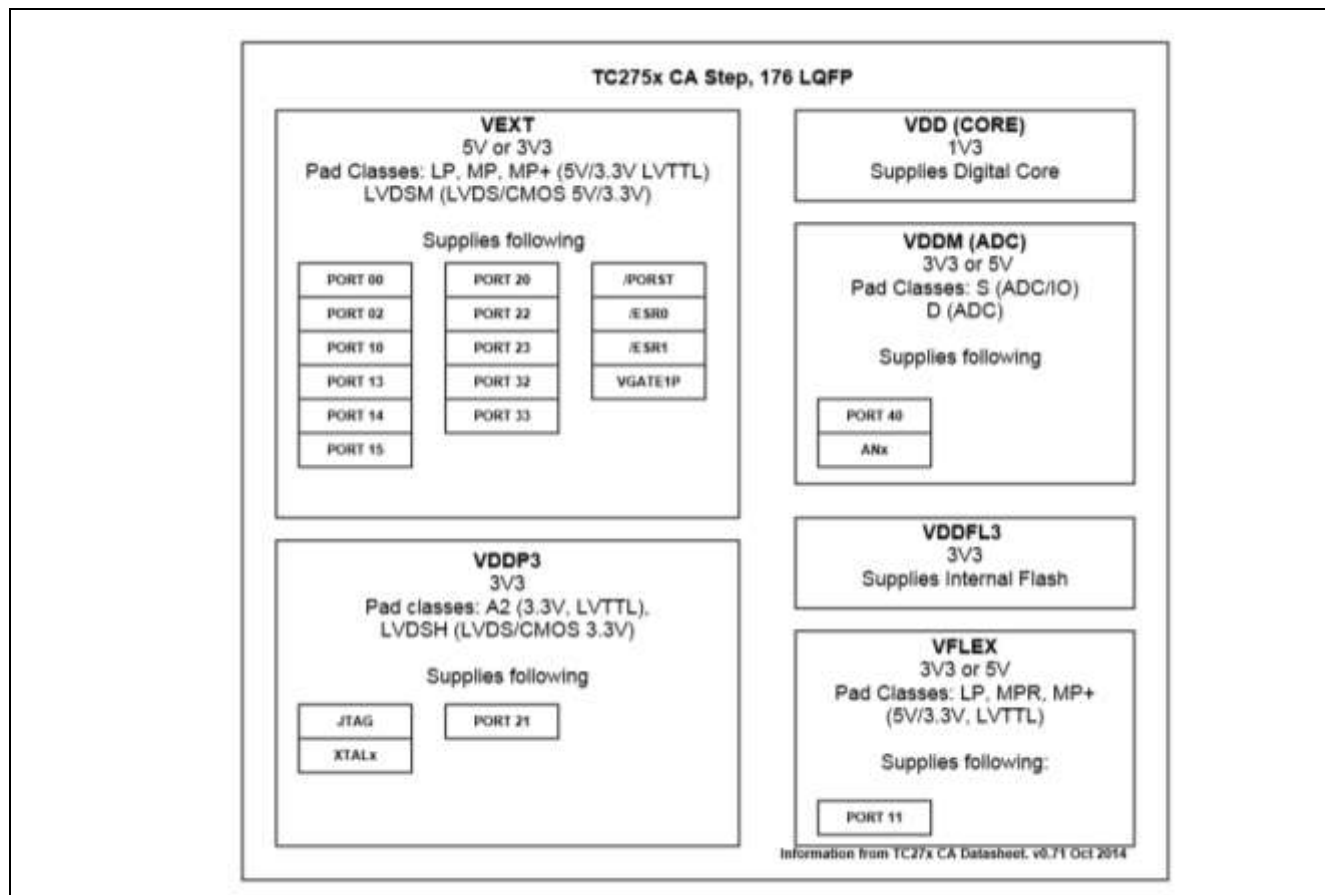 TC275x CA Step, 176 LQFP
VEXT
5V or 3V3
Pad Classes: LP, MP, MP+ (5V/3.3V LVTTL)
LVDSM (LVDS/CMOS 5V/3.3V)
Supplies following
PORT 00
PORT 02
PORT 10
PORT 13
PORT 14
PORT 15
PORT 20
PORT 22
PORT 23
PORT 32
PORT 33
/PORST
/ESR0
/ESR1
VGATE1P
VDDP3
3V3
Pad classes: A2 (3.3V, LVTTL),
LVDSH (LVDS/CMOS 3.3V)
Supplies following
JTAG
XTALx
PORT 21
VDD (CORE)
1V3
Supplies Digital Core
VDDM (ADC)
3V3 or 5V
Pad Classes: S (ADC/IO)
D (ADC)
Supplies following
PORT 40
ANx
VDDFL3
3V3
Supplies Internal Flash
VFLEX
3V3 or 5V
Pad Classes: LP, MPR, MP+
(5V/3.3V, LVTTL)
Supplies following:
PORT 11
Information from TC27x CA Datasheet. v0.71 Oct 2014